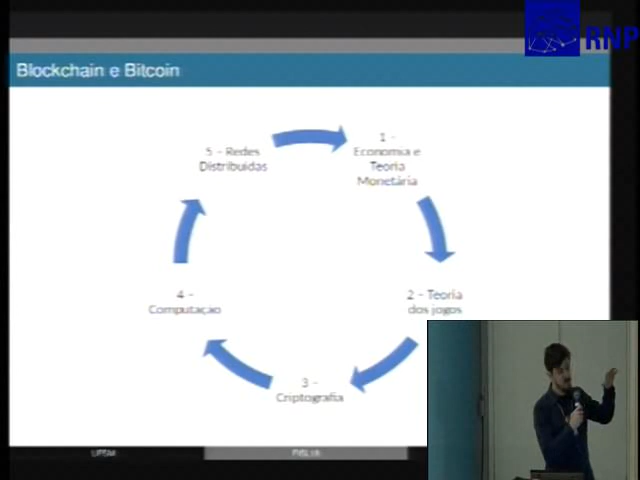 RNP
Blockchain e Bitcoin
1 -
Economia e
Teoria
Monetária
5 - Redes
Distribuídas
4 -
Computação
2 - Teoria
dos jogos
3 -
Criptografia